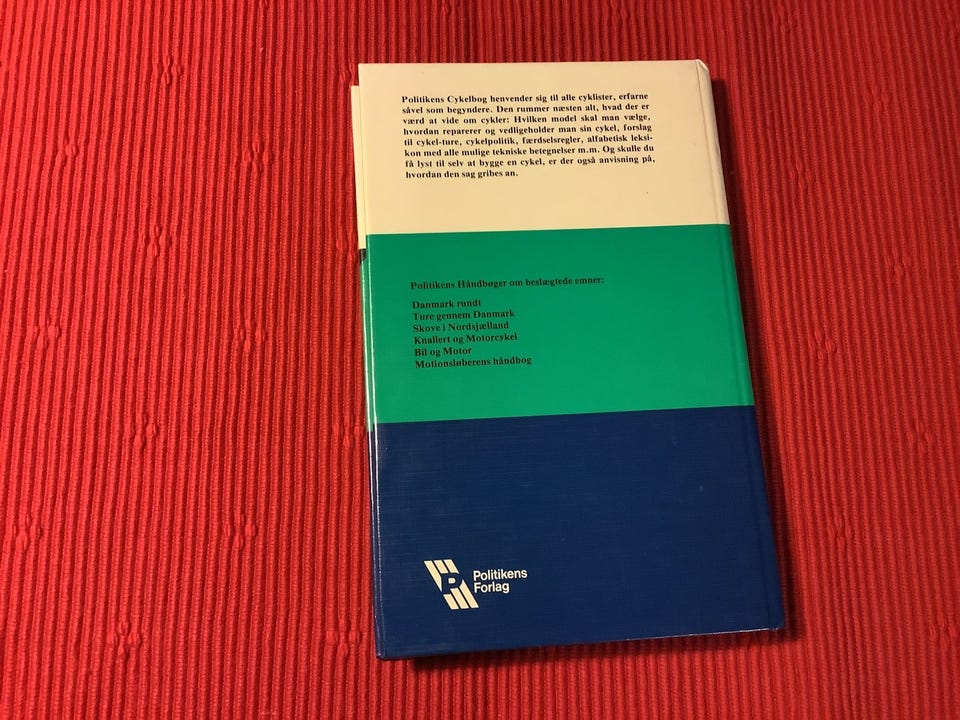 Politikens Cykelbog henvender sig til alle cyklister, erfarne
såvel som begyndere. Den rummer næsten alt, hvad der er
værd at vide om cykler: Hvilken model skal man vælge,
hvordan reparerer og vedligeholder man sin cykel, forslag
til cykel-ture, cykelpolitik, færdselsregler, alfabetisk leksi-
kon med alle mulige tekniske betegnelser m.m. Og skulle du
få lyst til selv at bygge en cykel, er der også anvisning på,
hvordan den sag gribes an.
Politikens Håndbøger om beslægtede emner:
Danmark rundt
Ture gennem Danmark
Skove i Nordsjælland
Knallert og Motorcykel
Bil og Motor
Motionsløberens håndbog
P
Politikens
Forlag